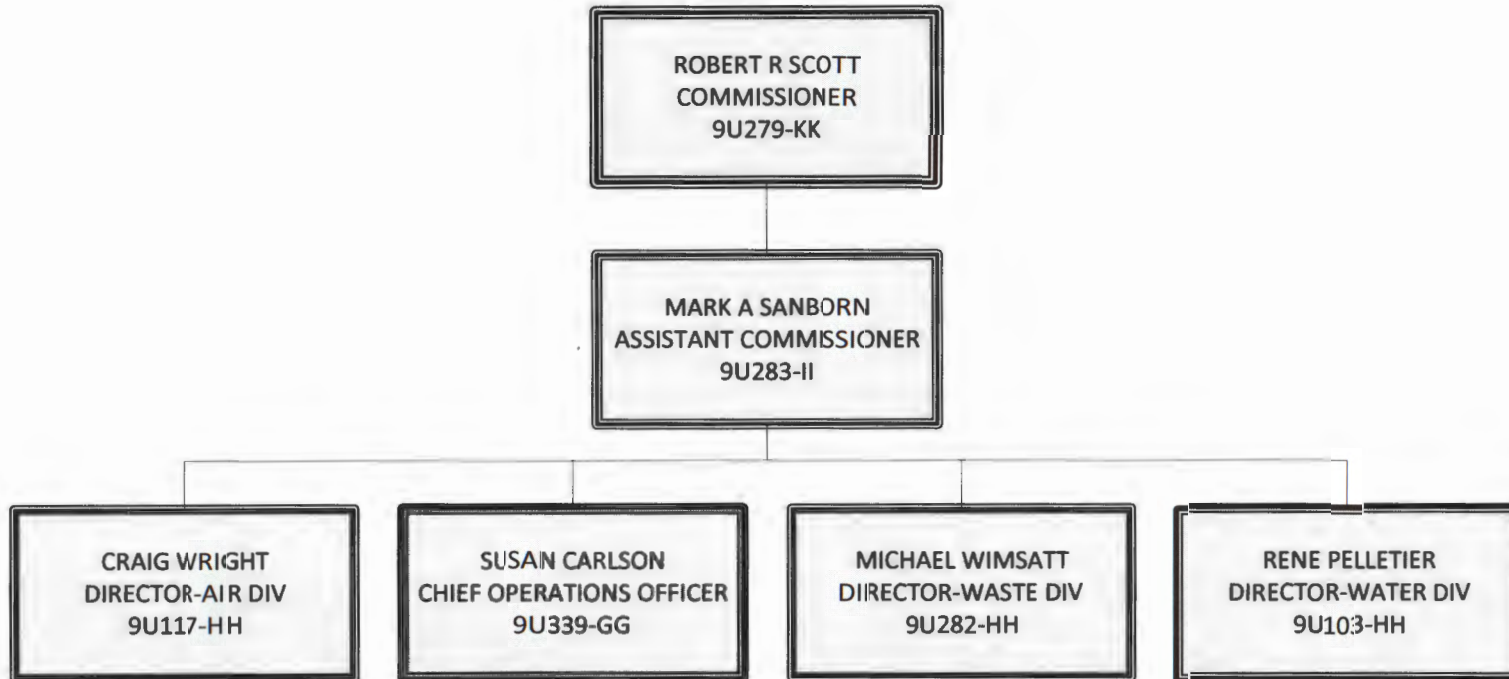 ROBERT R SCOTT
COMMISSIONER
9U279-KK
MARK A SANBORN
ASSISTANT COMMISSIONER
9U283-II
CRAIG WRIGHT
DIRECTOR-AIR DIV
9U117-HH
SUSAN CARLSON
CHIEF OPERATIONS OFFICER
9U339-GG
MICHAEL WIMSATT
DIRECTOR-WASTE DIV
9U282-HH
RENE PELLETIER
DIRECTOR-WATER DIV
9U103-HH